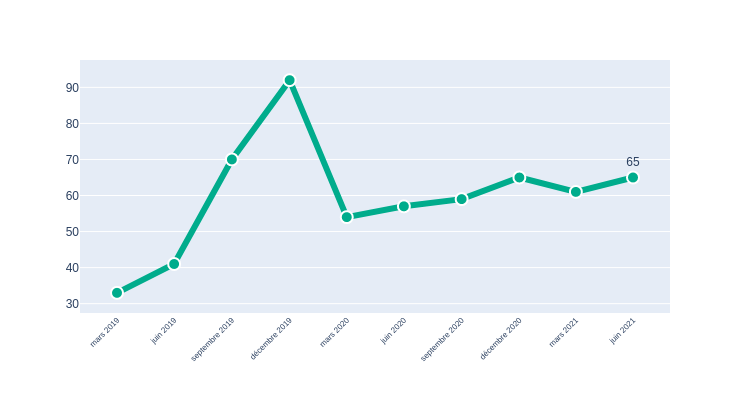 90
80
70
60
50
40
30
65
mars 2019
juin 2019
septembre 2019
décembre 2019
mars 2020
juin 2020
septembre 2020
décembre 2020
mars 2021
juin 2021